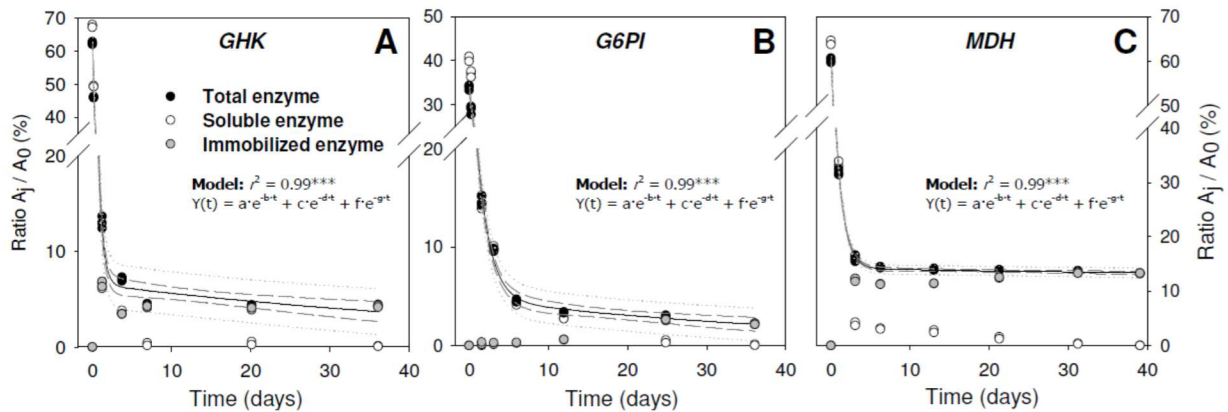 GHK
A
70
60
50
40
20
10
0
Ratio Aj / A0 (%)
Total enzyme
Soluble enzyme
Immobilized enzyme
Model: r² = 0.99***
Y(t) = a·e^-b·t + c·e^-d·t + f·e^-g·t
0 10 20 30 40
Time (days)
G6PI
B
50
40
30
20
10
0
Model: r² = 0.99***
Y(t) = a·e^-b·t + c·e^-d·t + f·e^-g·t
0 10 20 30 40
Time (days)
MDH
C
Model: r² = 0.99***
Y(t) = a·e^-b·t + c·e^-d·t + f·e^-g·t
70
60
50
40
30
20
10
0
Ratio Aj / A0 (%)
0 10 20 30 40
Time (days)